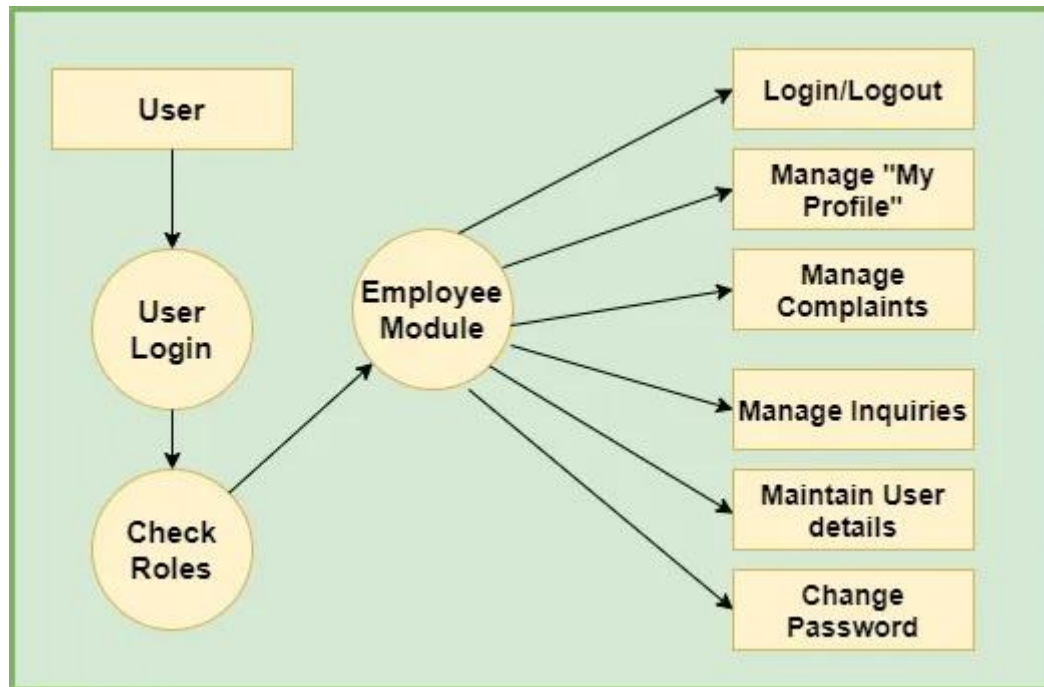 User
User
Login
Check
Roles
Employee
Module
Login/Logout
Manage "My
Profile"
Manage
Complaints
Manage Inquiries
Maintain User
details
Change
Password